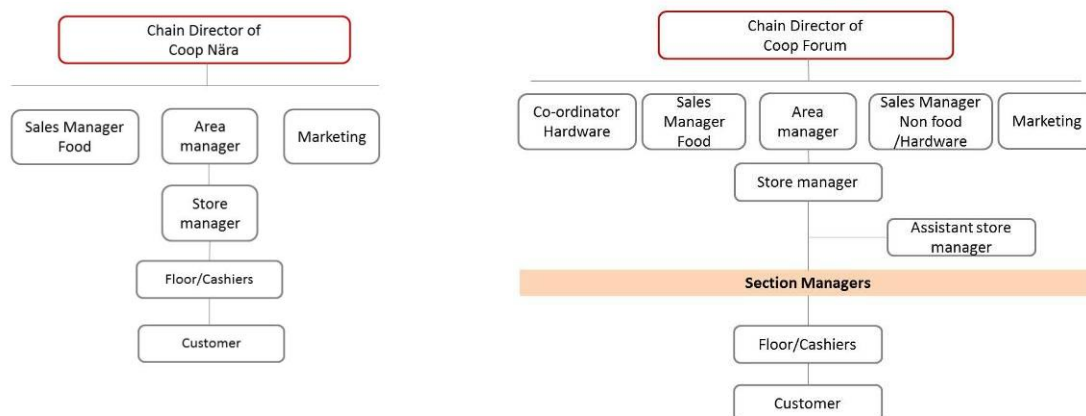 Chain Director of
Coop Nära
Sales Manager
Food
Area
manager
Marketing
Store
manager
Floor/Cashiers
Customer
Chain Director of
Coop Forum
Co-ordinator
Hardware
Sales
Manager
Food
Area
manager
Sales Manager
Non food
/Hardware
Marketing
Store manager
Assistant store
manager
Section Managers
Floor/Cashiers
Customer